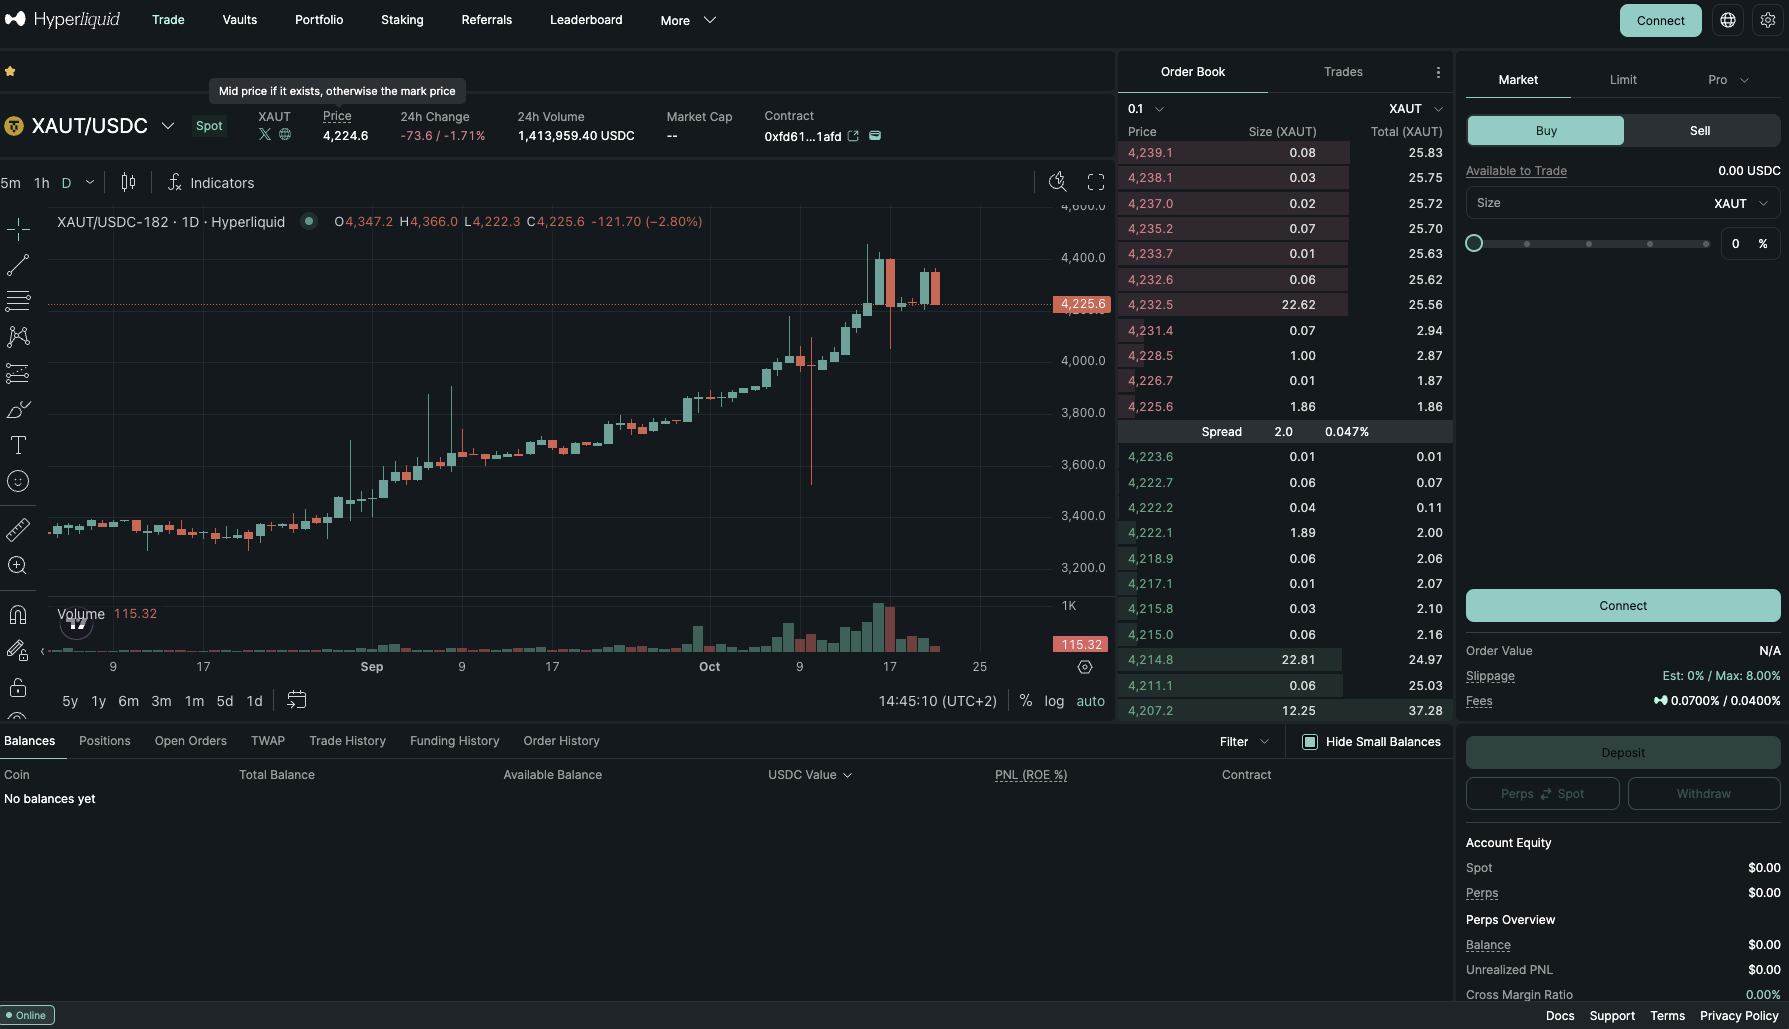 Hyperliquid Trade Vaults Portfolio Staking Referrals Leaderboard More Connect
Mid price if it exists, otherwise the mark price
XAUT/USDC Spot
XAUT
Price
4,224.6
24h Change
-73.6 / -1.71%
24h Volume
1,413,959.40 USDC
Market Cap
--
Contract
0xfd61...1afd
5m 1h D Indicators
XAUT/USDC-182 · 1D · Hyperliquid O4,347.2 H4,366.0 L4,222.3 C4,225.6 -121.70 (−2.80%)
4,600.0
4,400.0
4,225.6
4,200.0
4,000.0
3,800.0
3,600.0
3,400.0
3,200.0
Volume 115.32
1K
115.32
9 17 Sep 9 17 Oct 9 17 25
5y 1y 6m 3m 1m 5d 1d 14:45:10 (UTC+2) % log auto
Order Book Trades
0.1 XAUT
Price Size (XAUT) Total (XAUT)
4,239.1 0.08 25.83
4,238.1 0.03 25.75
4,237.0 0.02 25.72
4,235.2 0.07 25.70
4,233.7 0.01 25.63
4,232.6 0.06 25.62
4,232.5 22.62 25.56
4,231.4 0.07 2.94
4,228.5 1.00 2.87
4,226.7 0.01 1.87
4,225.6 1.86 1.86
Spread 2.0 0.047%
4,223.6 0.01 0.01
4,222.7 0.06 0.07
4,222.2 0.04 0.11
4,222.1 1.89 2.00
4,218.9 0.06 2.06
4,217.1 0.01 2.07
4,215.8 0.03 2.10
4,215.0 0.06 2.16
4,214.8 22.81 24.97
4,211.1 0.06 25.03
4,207.2 12.25 37.28
Market Limit Pro
Buy Sell
Available to Trade 0.00 USDC
Size XAUT
0 %
Connect
Order Value N/A
Slippage Est: 0% / Max: 8.00%
Fees 0.0700% / 0.0400%
Balances Positions Open Orders TWAP Trade History Funding History Order History Filter Hide Small Balances
Coin Total Balance Available Balance USDC Value PNL (ROE %) Contract
No balances yet
Deposit
Perps Spot Withdraw
Account Equity
Spot $0.00
Perps $0.00
Perps Overview
Balance $0.00
Unrealized PNL $0.00
Cross Margin Ratio 0.00%
Online Docs Support Terms Privacy Policy